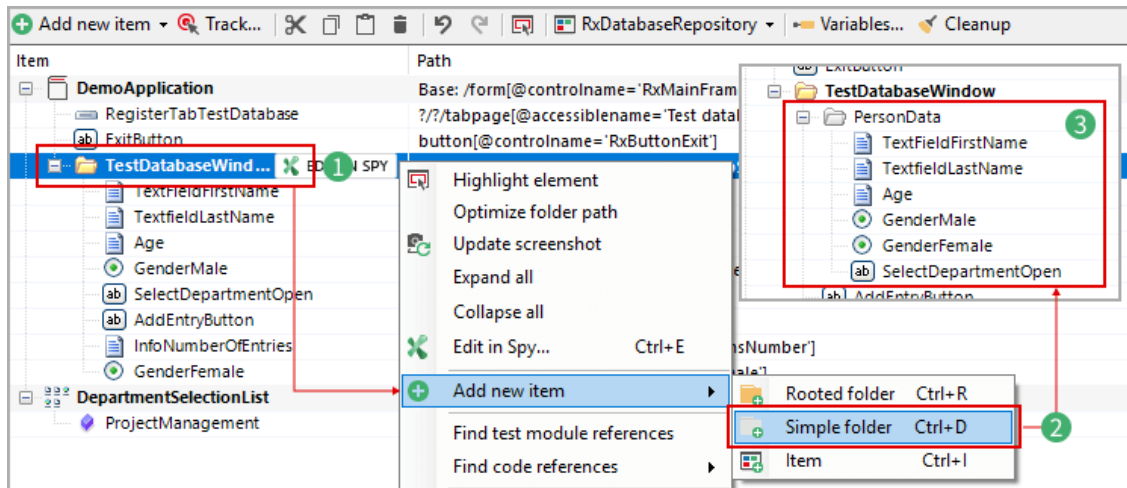 Add new item Track... RxDatabaseRepository Variables... Cleanup
Item Path
DemoApplication Base: /form[@controlname='RxMainFram
RegisterTabTestDatabase ?/?/tabpage[@accessiblename='Test datal
ExitButton button[@controlname='RxButtonExit']
TestDatabaseWind... 1 SPY
TextFieldFirstName
TextfieldLastName
Age
GenderMale
SelectDepartmentOpen
AddEntryButton
InfoNumberOfEntries nsNumber']
GenderFemale
DepartmentSelectionList
ProjectManagement
Highlight element
Optimize folder path
Update screenshot
Expand all
Collapse all
Edit in Spy... Ctrl+E
Add new item
Find test module references
Find code references
Rooted folder Ctrl+R
Simple folder Ctrl+D 2
Item Ctrl+I
ExitButton
TestDatabaseWindow
PersonData 3
TextFieldFirstName
TextfieldLastName
Age
GenderMale
GenderFemale
ab SelectDepartmentOpen
AddEntryButton